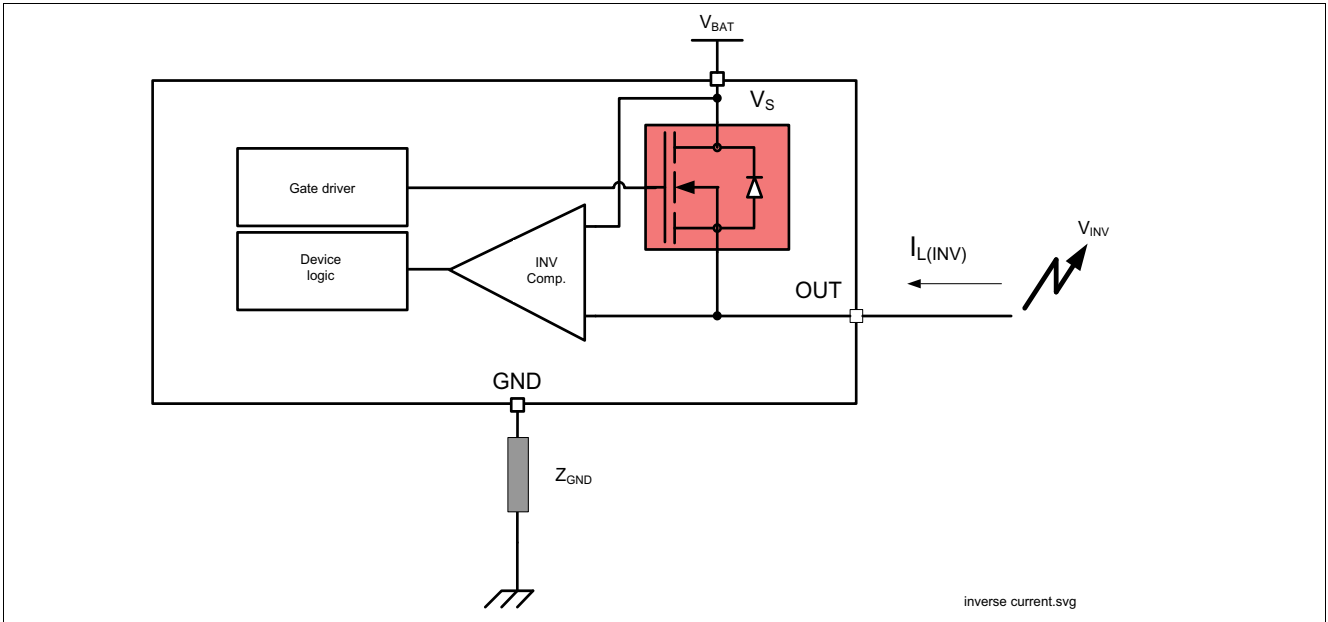 VBAT
VS
Gate driver
Device
logic
INV
Comp.
IL(INV)
VINV
OUT
GND
ZGND
inverse current.svg